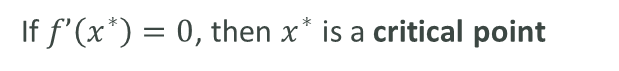 If f'(x*) = 0, then x* is a critical point